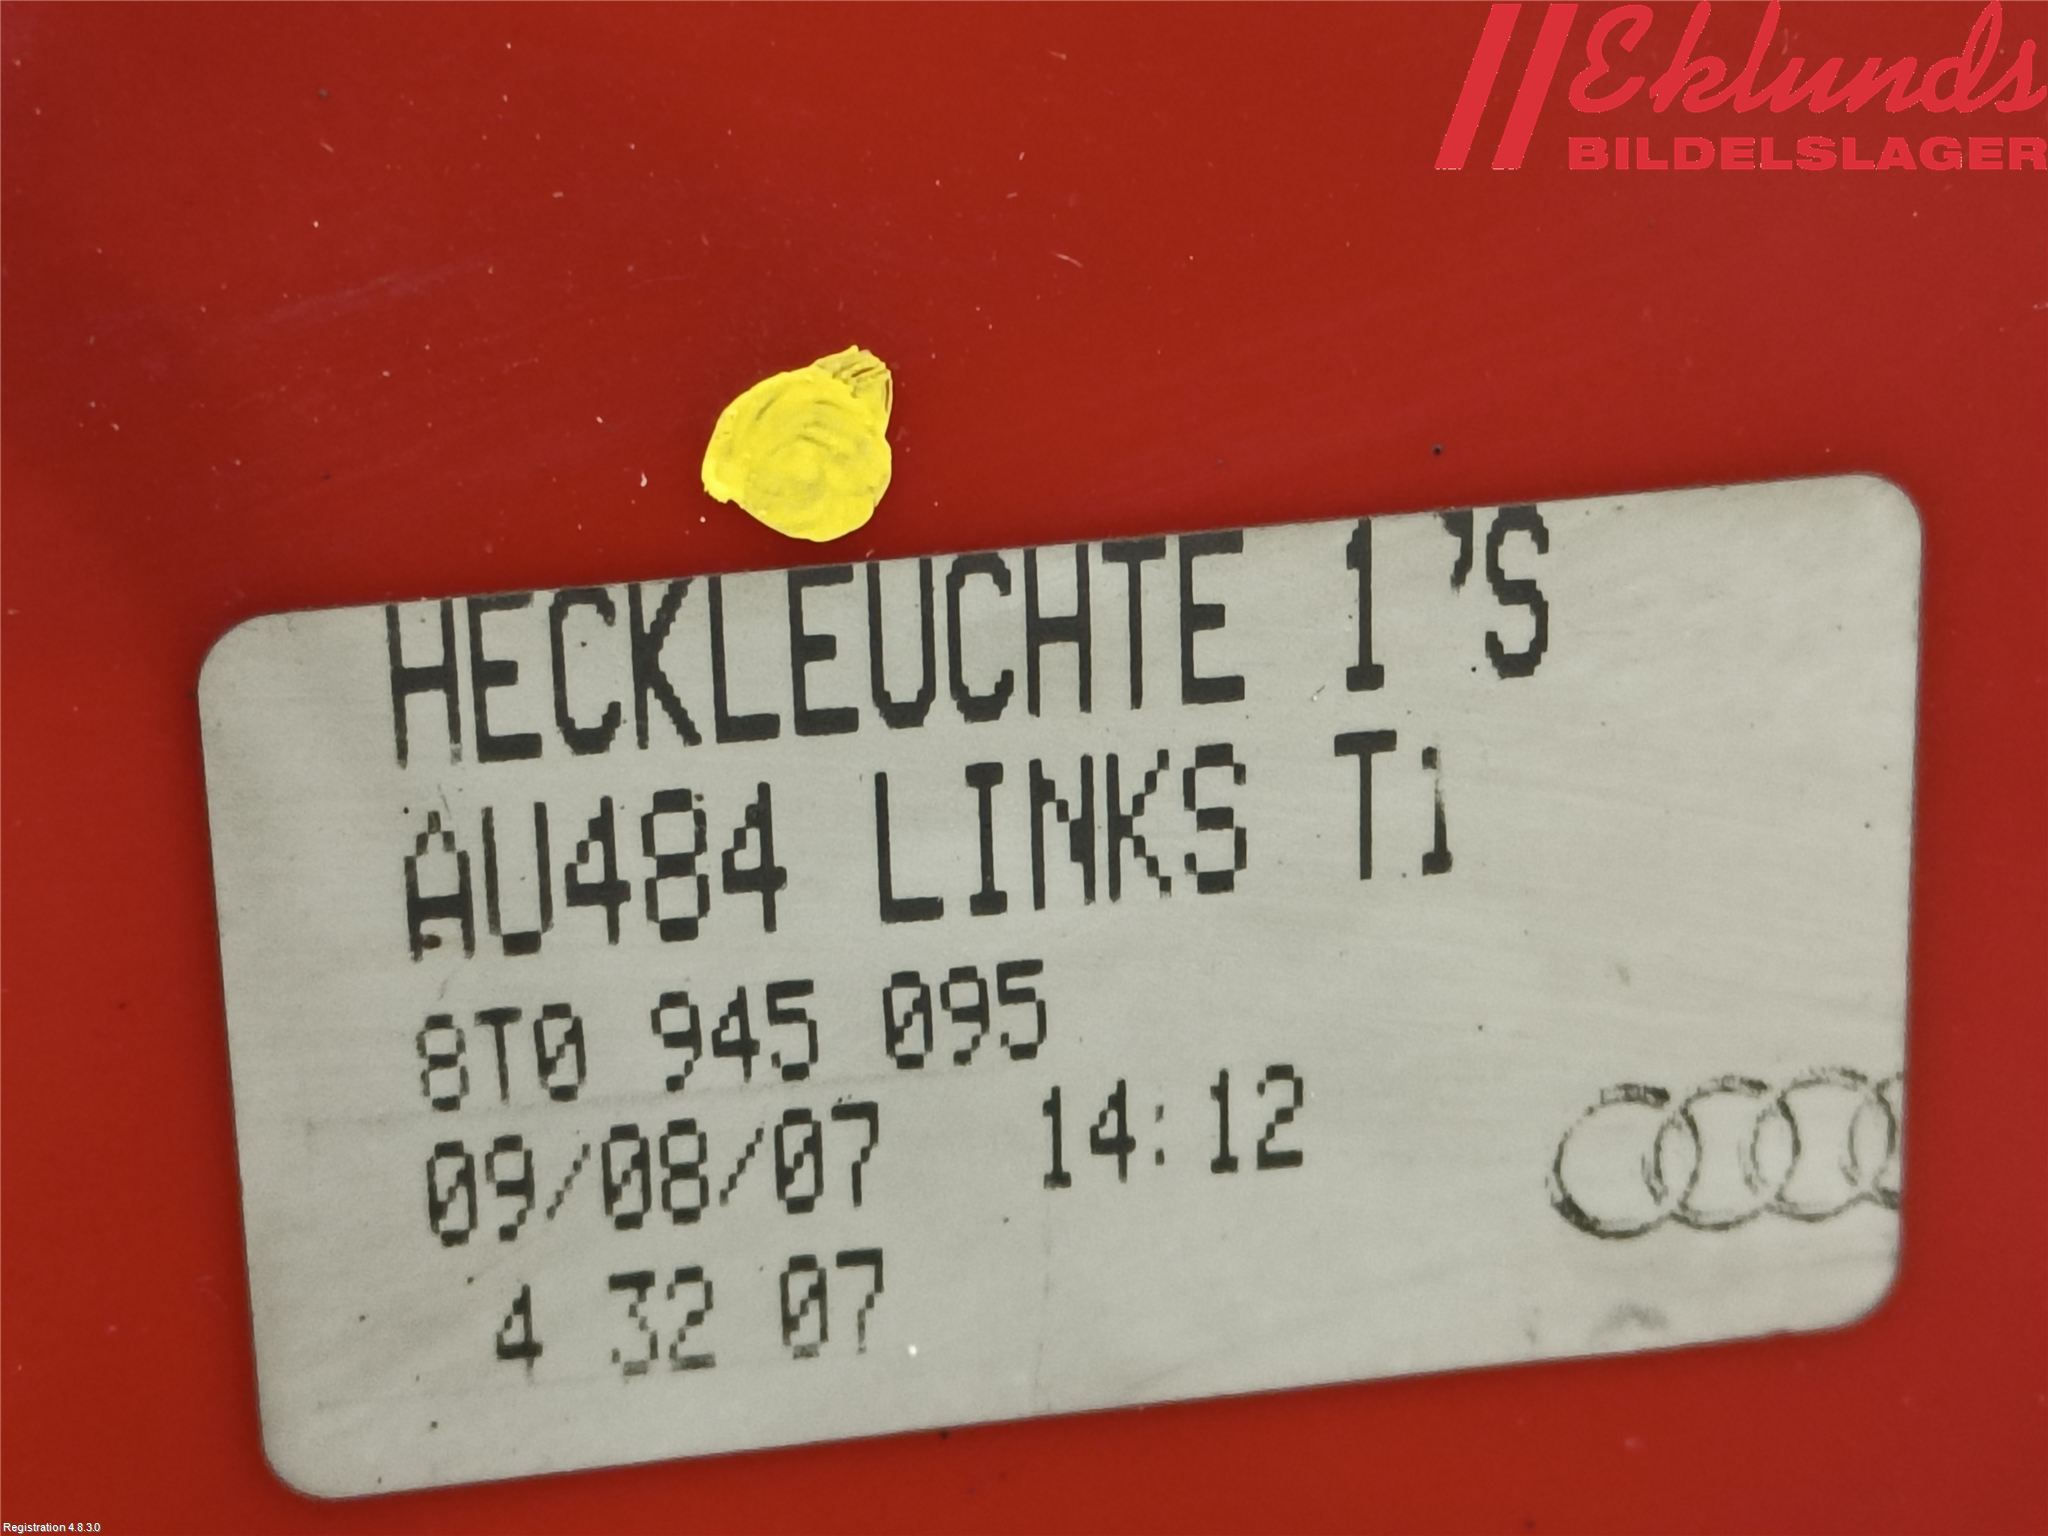 Eklunds
BILDELSLAGER
HECKLEUCHTE 1'S
AU484 LINKS T1
8T0 945 095
09/08/07 14:12
4 32 07
Registration 4.8.3.0